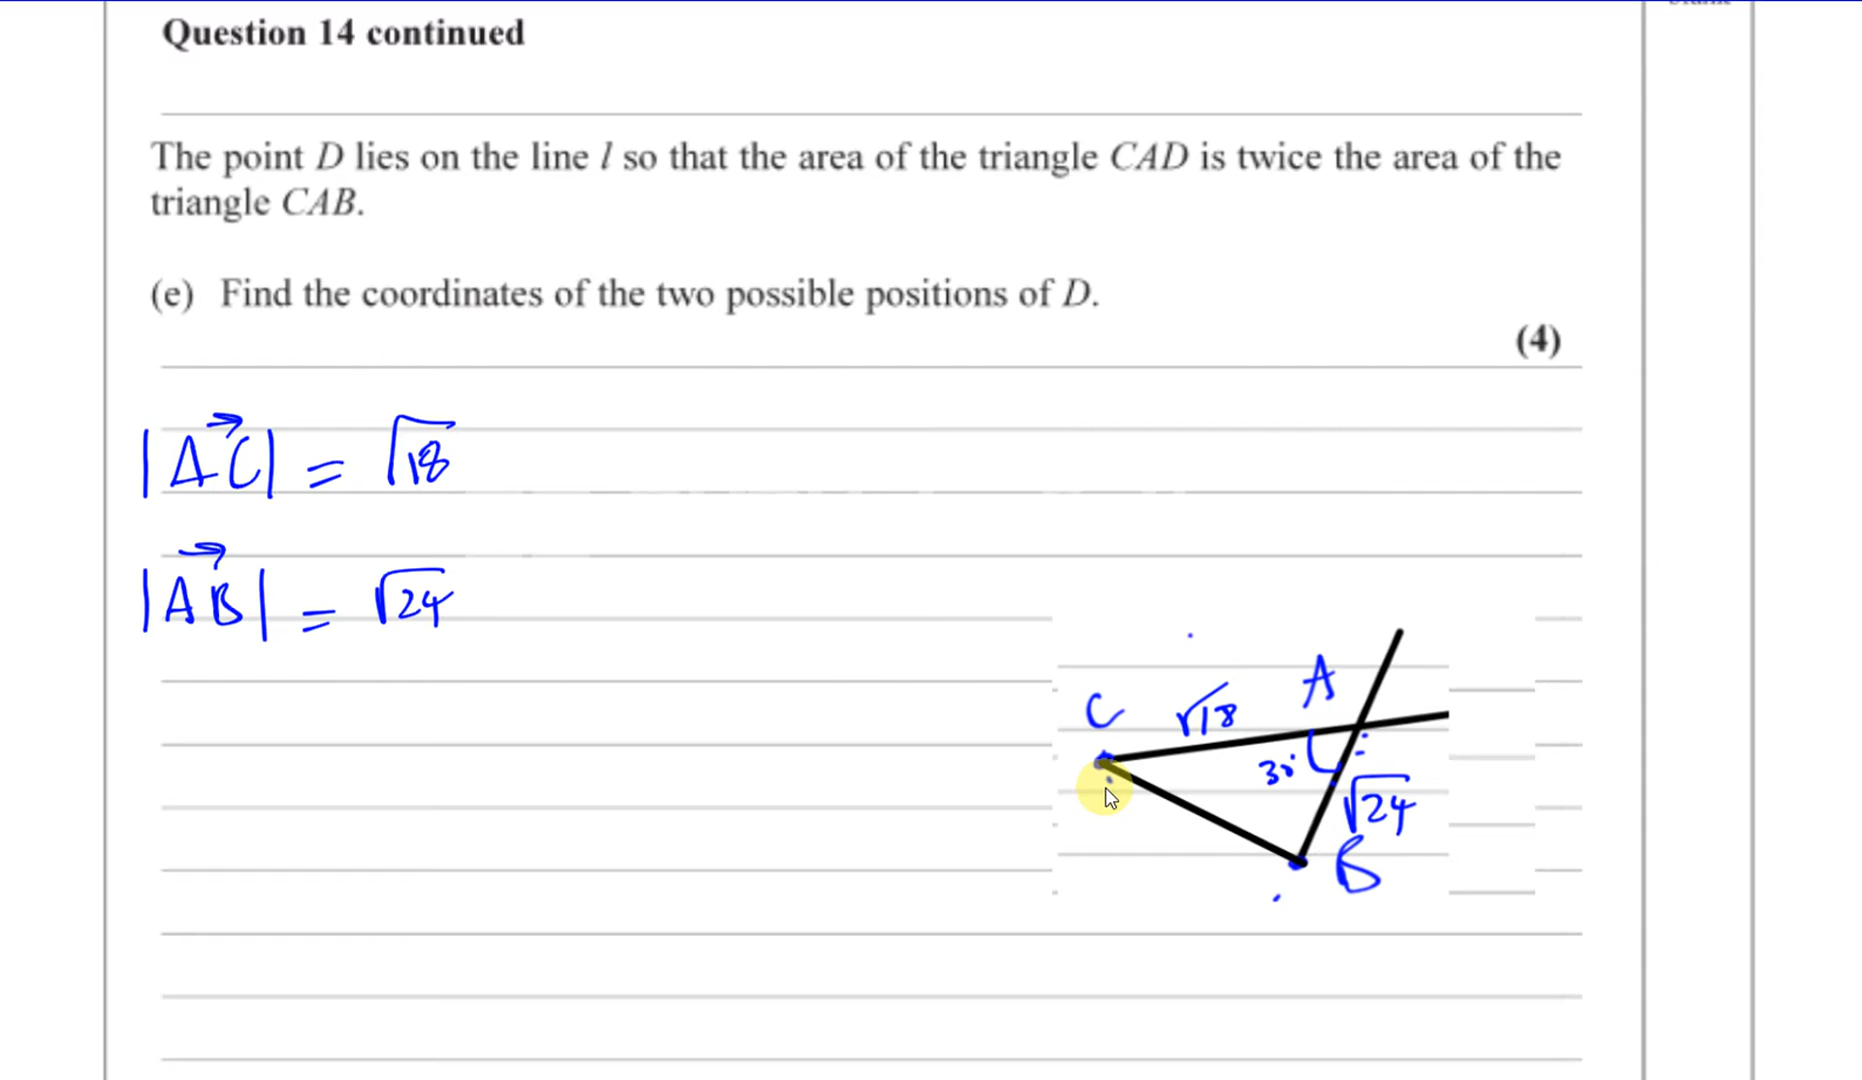 Question 14 continued
The point D lies on the line l so that the area of the triangle CAD is twice the area of the
triangle CAB.
(e) Find the coordinates of the two possible positions of D.
(4)
|AC| = √18
|AB| = √24
C √18 A
30°
√24
B